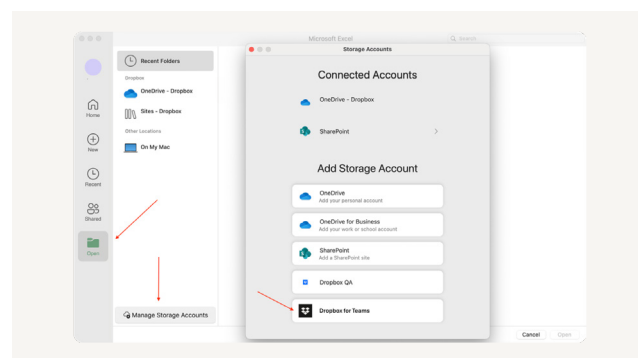 Microsoft Excel
Search
Recent Folders
Dropbox
OneDrive – Dropbox
Sites - Dropbox
Other Locations
On My Mac
Home
New
Recent
Shared
Open
Manage Storage Accounts
Storage Accounts
Connected Accounts
OneDrive – Dropbox
SharePoint
Add Storage Account
OneDrive
Add your personal account
OneDrive for Business
Add your work or school account
SharePoint
Add a SharePoint site
Dropbox QA
Dropbox for Teams
Cancel
Open